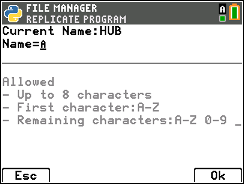 FILE MANAGER
REPLICATE PROGRAM
A
Current Name:HUB
Name=A
Allowed
- Up to 8 characters
- First character:A-Z
- Remaining characters:A-Z 0-9 _
Esc Ok